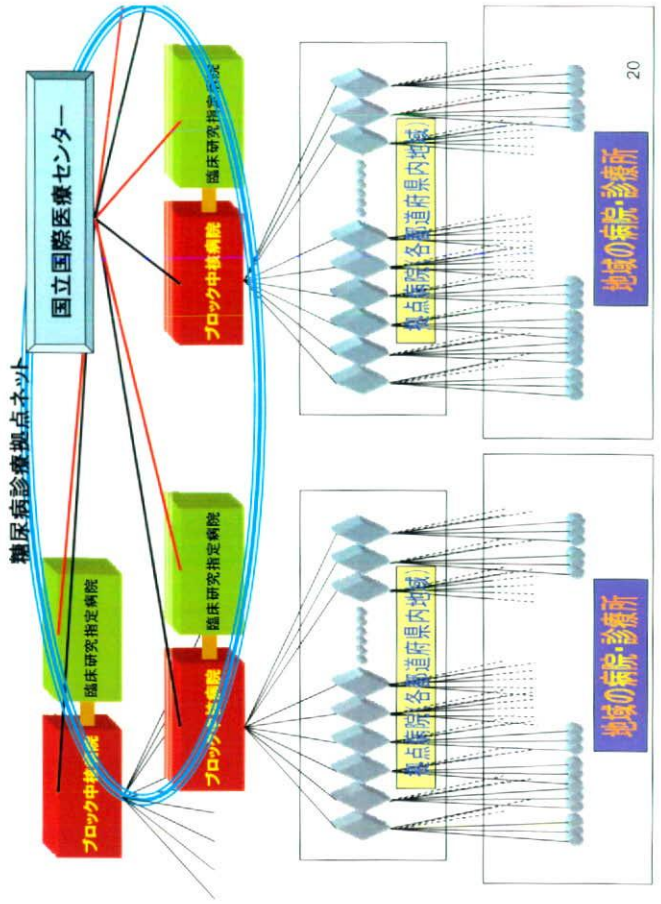 糖尿病診療拠点ネット
国立国際医療センター
ブロック中核病院
臨床研究指定病院
ブロック中核病院
臨床研究指定病院
ブロック中核病院
臨床研究指定病院
拠点病院(各都道府県内地域)
拠点病院(各都道府県内地域)
地域の病院・診療所
地域の病院・診療所
20